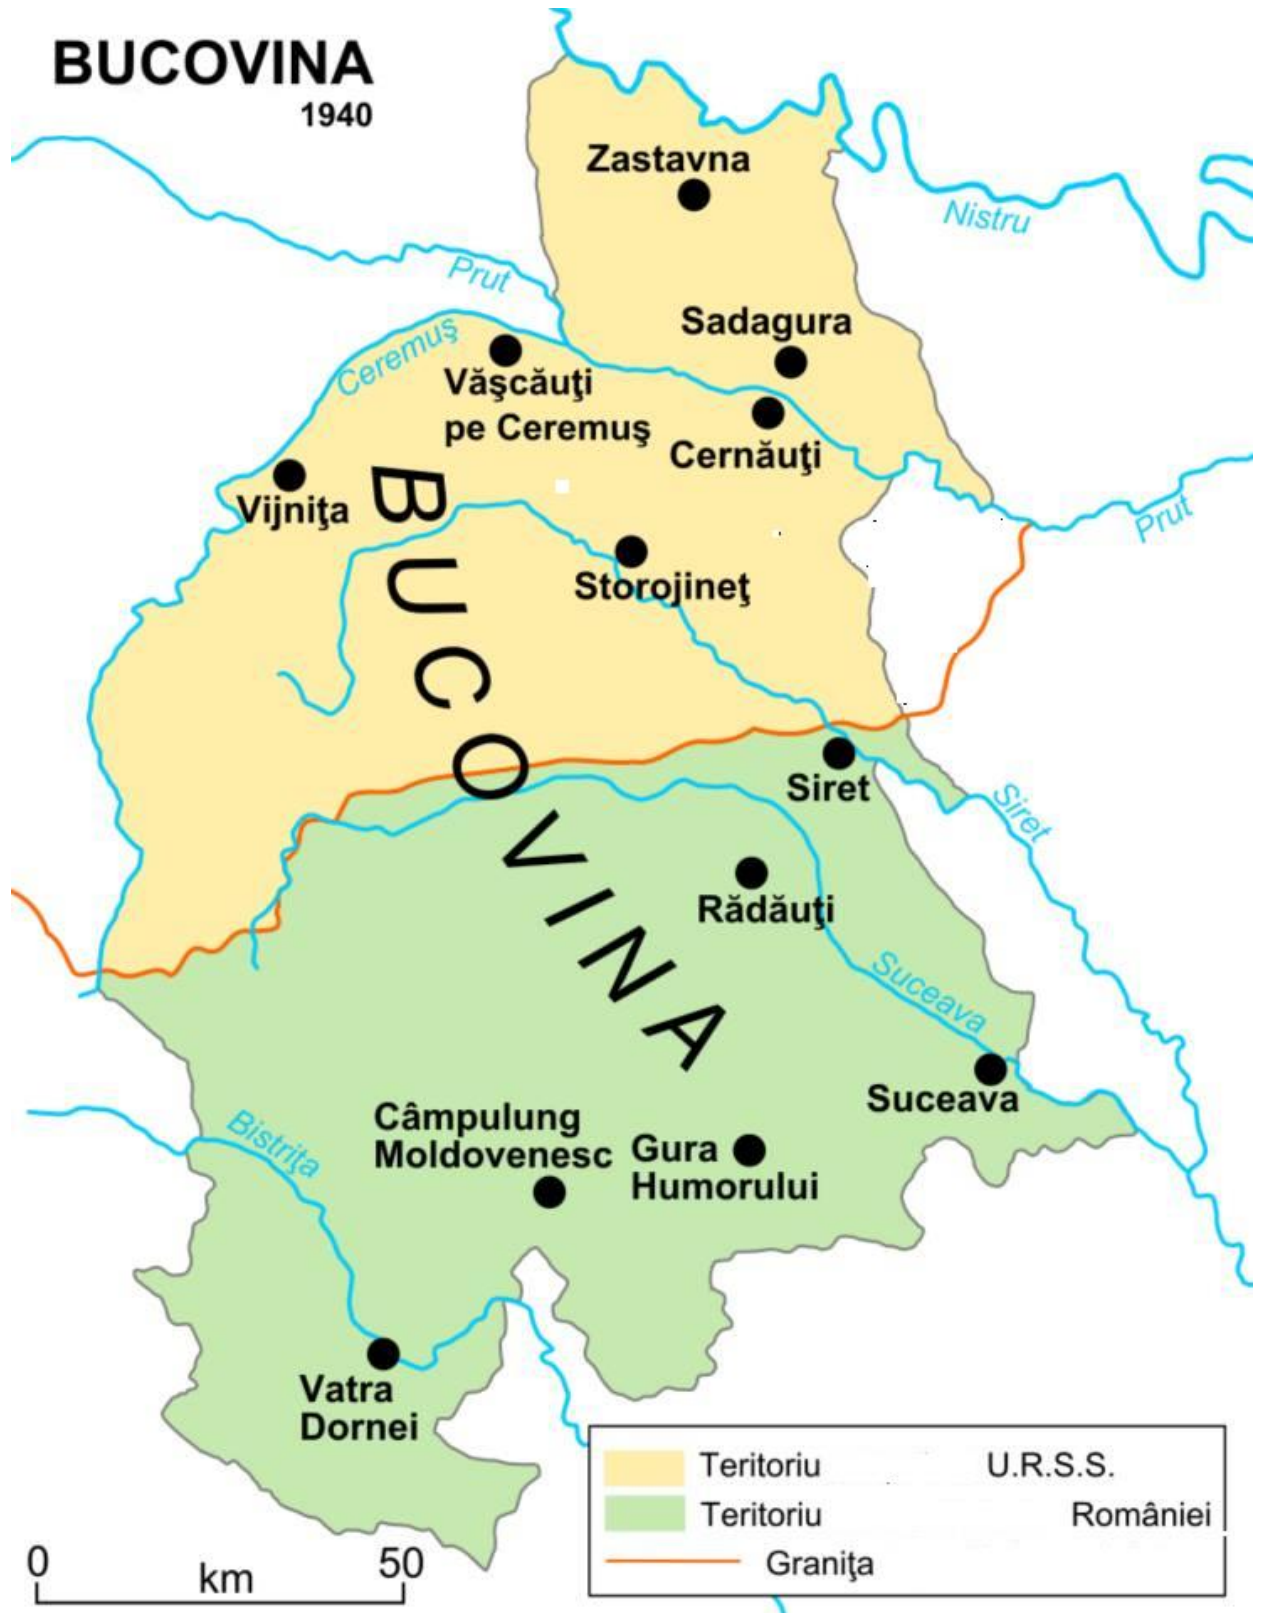 BUCOVINA
1940
Zastavna
Nistru
Prut
Sadagura
Ceremuş
Văşcăuţi
pe Ceremuş
Cernăuţi
Vijniţa
Prut
Storojineţ
BUCOVINA
Siret
Siret
Rădăuţi
Suceava
Suceava
Câmpulung
Moldovenesc
Gura
Humorului
Bistriţa
Vatra
Dornei
Teritoriu U.R.S.S.
Teritoriu României
Graniţa
0 50
km